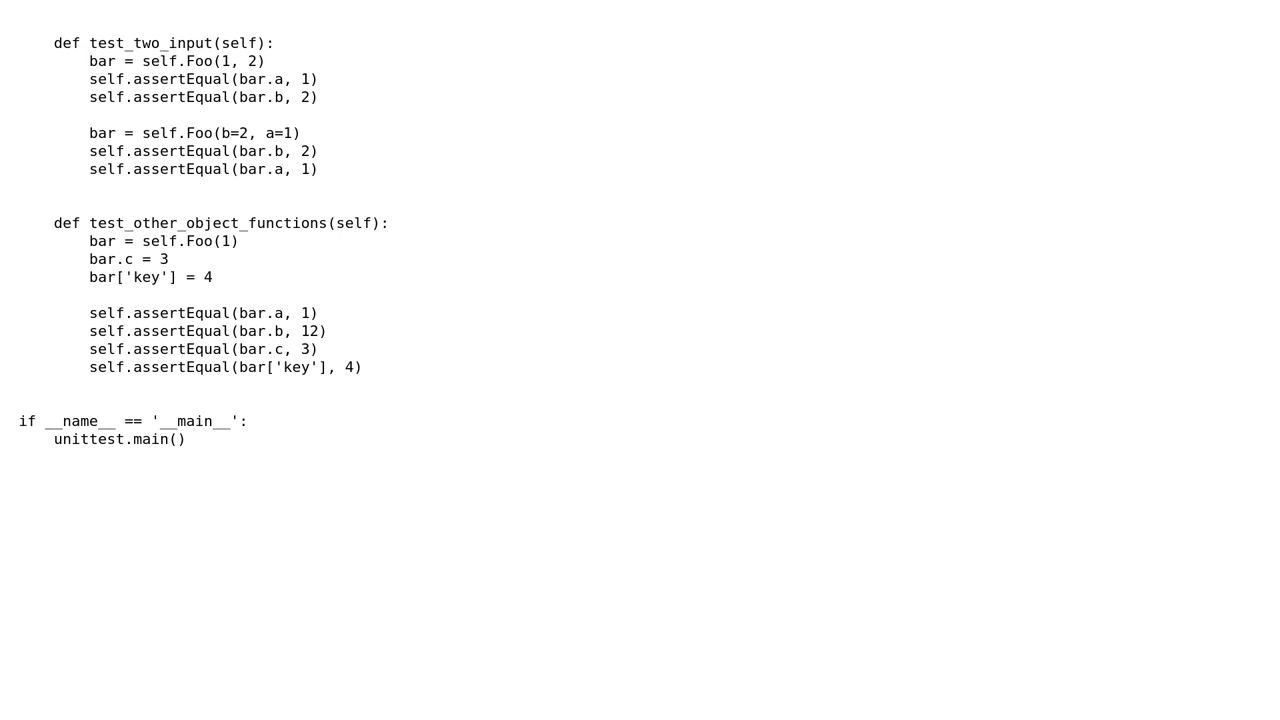 def test_two_input(self):
        bar = self.Foo(1, 2)
        self.assertEqual(bar.a, 1)
        self.assertEqual(bar.b, 2)

        bar = self.Foo(b=2, a=1)
        self.assertEqual(bar.b, 2)
        self.assertEqual(bar.a, 1)


    def test_other_object_functions(self):
        bar = self.Foo(1)
        bar.c = 3
        bar['key'] = 4

        self.assertEqual(bar.a, 1)
        self.assertEqual(bar.b, 12)
        self.assertEqual(bar.c, 3)
        self.assertEqual(bar['key'], 4)


if __name__ == '__main__':
    unittest.main()